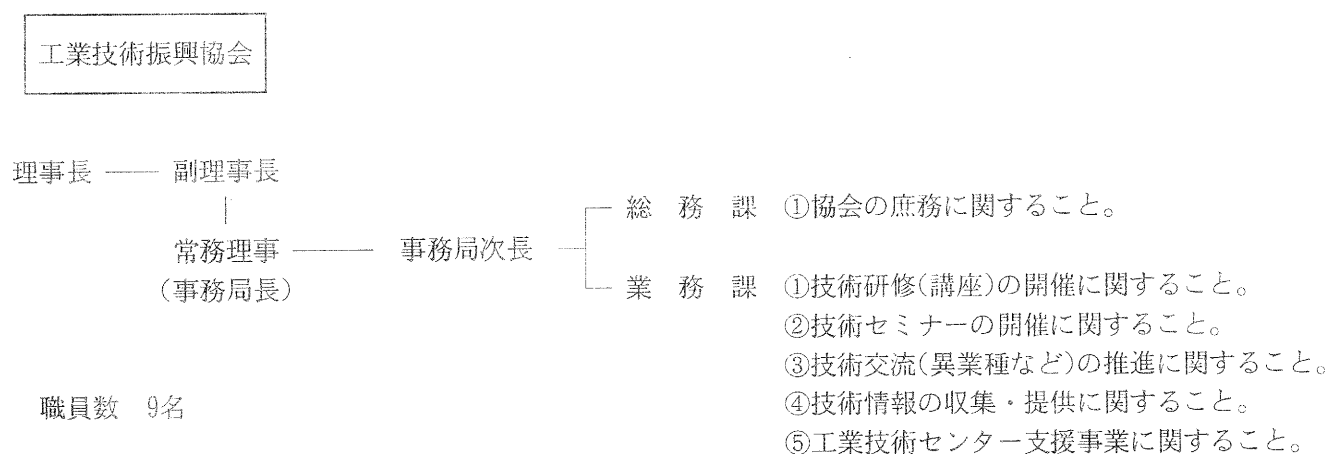 工業技術振興協会
理事長 副理事長
常務理事 事務局次長
(事務局長)
総務課 ①協会の庶務に関すること。
業務課 ①技術研修(講座)の開催に関すること。
②技術セミナーの開催に関すること。
③技術交流(異業種など)の推進に関すること。
④技術情報の収集・提供に関すること。
⑤工業技術センター支援事業に関すること。
職員数 9名